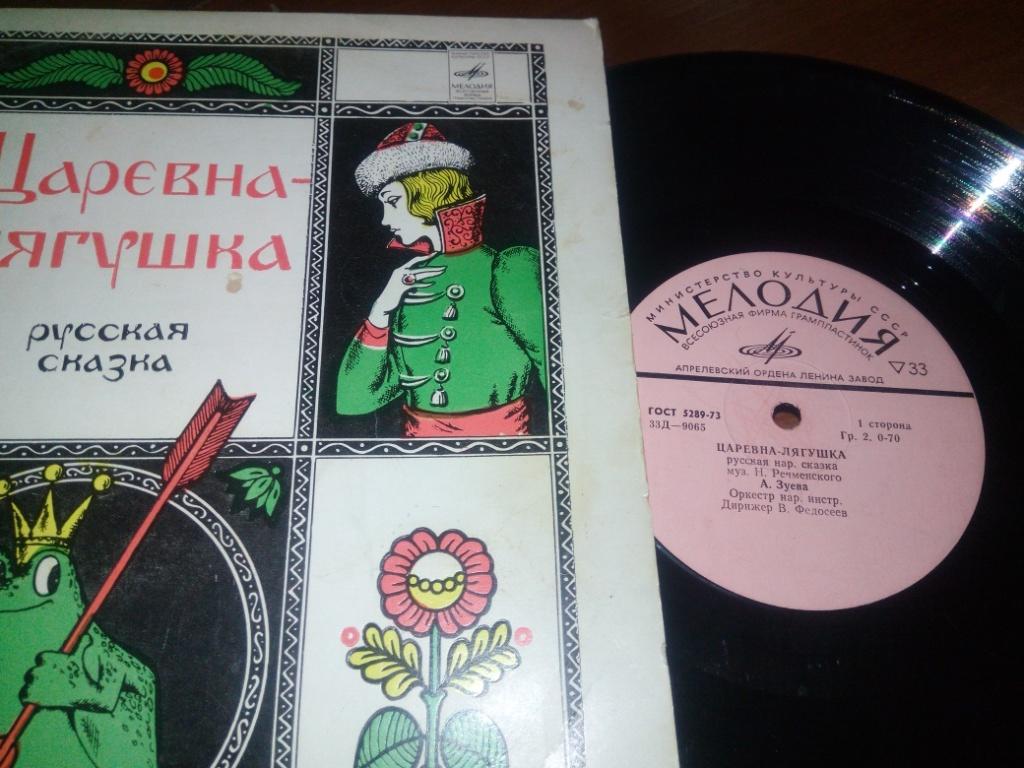 Царевна-
лягушка
русская
сказка
МЕЛОДИЯ
МИНИСТЕРСТВО КУЛЬТУРЫ СССР
МЕЛОДИЯ
ВСЕСОЮЗНАЯ ФИРМА ГРАМПЛАСТИНОК
АПРЕЛЕВСКИЙ ОРДЕНА ЛЕНИНА ЗАВОД
▽33
ГОСТ 5289-73
33Д—9065
1 сторона
Гр. 2. 0-70
ЦАРЕВНА-ЛЯГУШКА
русская нар. сказка
муз. Н. Речменского
А. Зуева
Оркестр нар. инстр.
Дирижер В. Федосеев